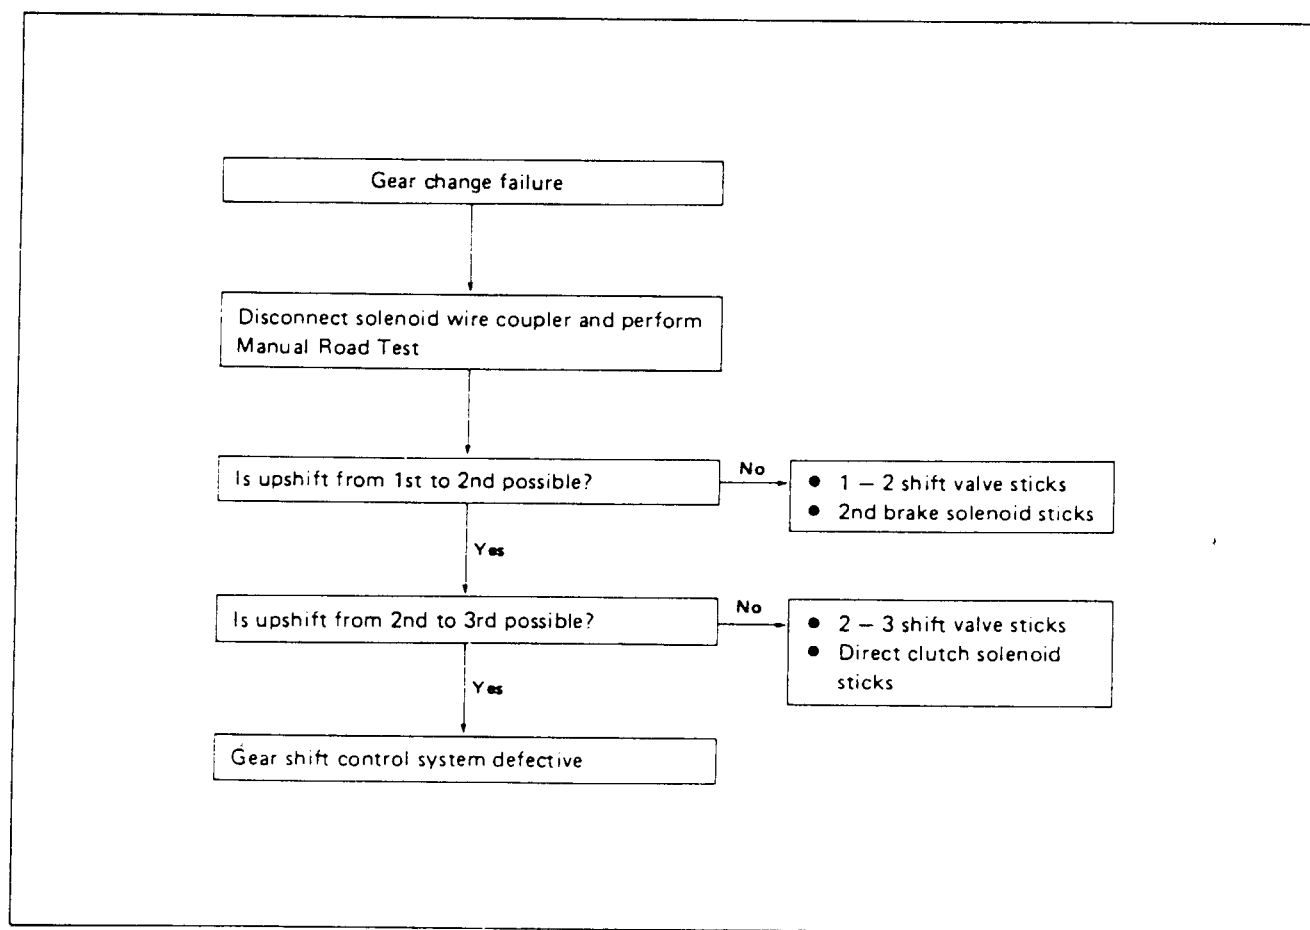 Gear change failure
Disconnect solenoid wire coupler and perform
Manual Road Test
Is upshift from 1st to 2nd possible?
No
● 1 – 2 shift valve sticks
● 2nd brake solenoid sticks
Yes
Is upshift from 2nd to 3rd possible?
No
● 2 – 3 shift valve sticks
● Direct clutch solenoid
sticks
Yes
Gear shift control system defective